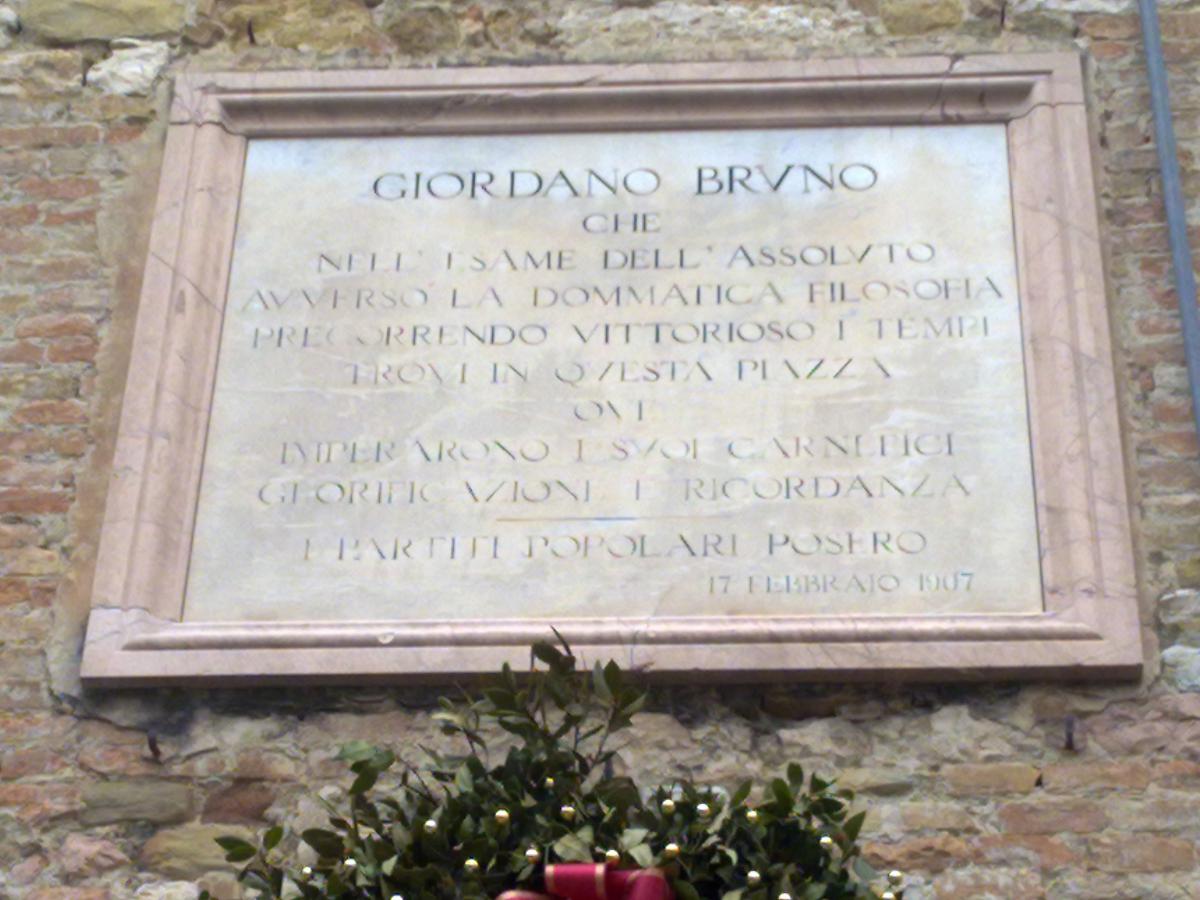 GIORDANO BRVNO
CHE
NELL' ESAME DELL' ASSOLVTO
AVVERSO LA DOMMATICA FILOSOFIA
PRECORRENDO VITTORIOSO I TEMPI
TROVI IN QVESTA PIAZZA
OVE
IMPERARONO I SVOI CARNEFICI
GLORIFICAZIONE E RICORDANZA
I PARTITI POPOLARI POSERO
17 FEBBRAIO 1907